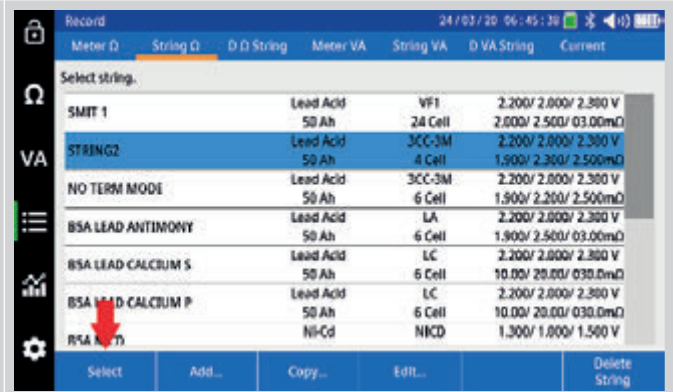 Record 24/03/20 06:45:38
Meter Ω String Ω D Ω String Meter VA String VA D VA String Current
Select string.
Ω
VA
SMIT 1 Lead Acid VF1 2.200/ 2.000/ 2.300 V
50 Ah 24 Cell 2.000/ 2.500/ 03.00mΩ
STRING2 Lead Acid 3CC-3M 2.200/ 2.000/ 2.300 V
50 Ah 4 Cell 1.900/ 2.300/ 2.500mΩ
NO TERM MODE Lead Acid 3CC-3M 2.200/ 2.000/ 2.300 V
50 Ah 6 Cell 1.900/ 2.200/ 2.500mΩ
BSA LEAD ANTIMONY Lead Acid LA 2.200/ 2.000/ 2.300 V
50 Ah 6 Cell 1.900/ 2.500/ 03.00mΩ
BSA LEAD CALCIUM S Lead Acid LC 2.200/ 2.000/ 2.300 V
50 Ah 6 Cell 10.00/ 20.00/ 030.0mΩ
BSA LEAD CALCIUM P Lead Acid LC 2.200/ 2.000/ 2.300 V
50 Ah 6 Cell 10.00/ 20.00/ 030.0mΩ
BSA Ni-Cd NICD 1.300/ 1.000/ 1.500 V
Select Add... Copy... Edit... Delete String